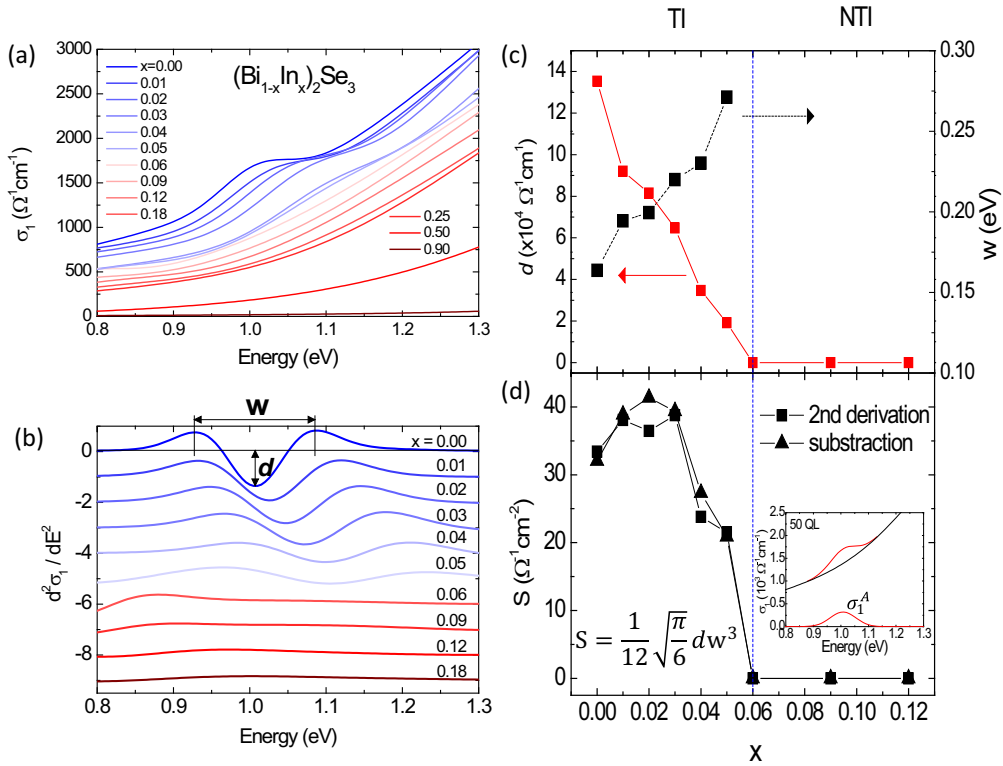 (a)
3000
2500
2000
1500
1000
500
0
σ₁ (Ω⁻¹cm⁻¹)
x=0.00
0.01
0.02
0.03
0.04
0.05
0.06
0.09
0.12
0.18
(Bi₁₋ₓInₓ)₂Se₃
0.25
0.50
0.90
0.8 0.9 1.0 1.1 1.2 1.3
Energy (eV)
(b)
w
d
x = 0.00
0.01
0.02
0.03
0.04
0.05
0.06
0.09
0.12
0.18
0
-2
-4
-6
-8
d²σ₁ / dE²
0.8 0.9 1.0 1.1 1.2 1.3
Energy (eV)
TI NTI
(c)
14
12
10
8
6
4
2
0
d (x10⁴ Ω⁻¹cm¹)
0.30
0.25
0.20
0.15
0.10
w (eV)
(d)
40
30
20
10
0
S (Ω⁻¹cm⁻²)
2nd derivation
substraction
S = 1/12 √π/6 dw³
50 QL
2.5
2.0
1.5
1.0
0.5
0.0
σ₁ (10³ Ω⁻¹cm⁻¹)
σ₁ᴬ
0.8 0.9 1.0 1.1 1.2 1.3
Energy (eV)
0.00 0.02 0.04 0.06 0.08 0.10 0.12
x